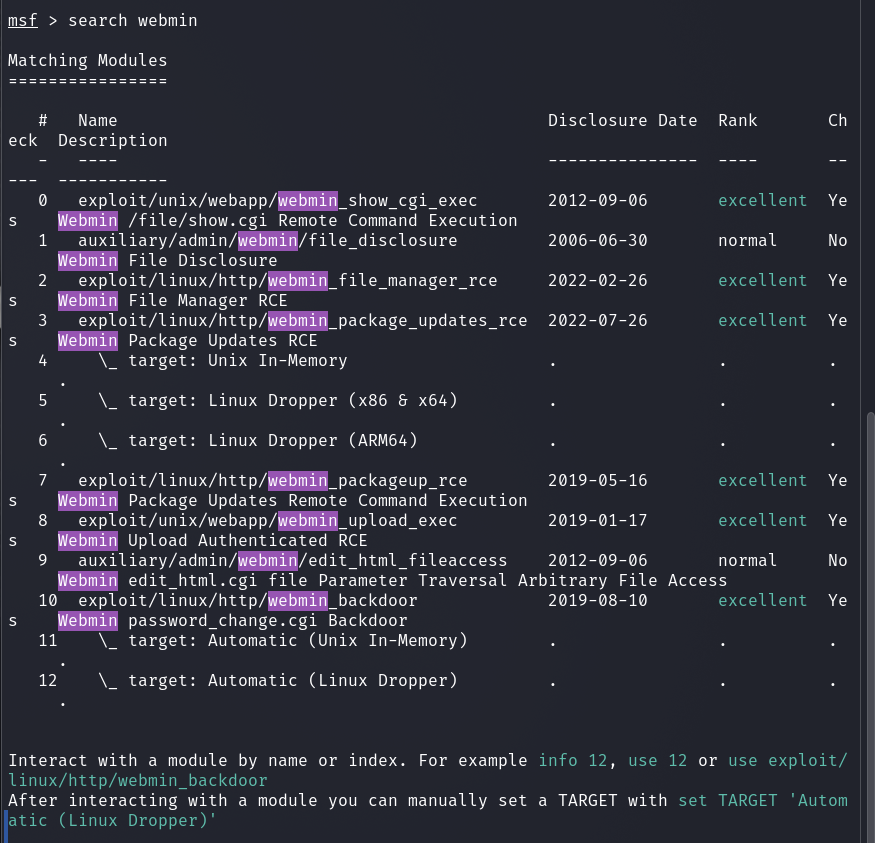 msf > search webmin
Matching Modules
================
#   Name                                         Disclosure Date  Rank       Ch
eck  Description
-   ----                                         ---------------  ----       --
---  -----------
0   exploit/unix/webapp/webmin_show_cgi_exec       2012-09-06       excellent  Ye
s    Webmin /file/show.cgi Remote Command Execution
1   auxiliary/admin/webmin/file_disclosure         2006-06-30       normal     No
Webmin File Disclosure
2   exploit/linux/http/webmin_file_manager_rce     2022-02-26       excellent  Ye
s    Webmin File Manager RCE
3   exploit/linux/http/webmin_package_updates_rce  2022-07-26       excellent  Ye
s    Webmin Package Updates RCE
4     \_ target: Unix In-Memory                    .                .          .
.
5     \_ target: Linux Dropper (x86 & x64)         .                .          .
.
6     \_ target: Linux Dropper (ARM64)             .                .          .
.
7   exploit/linux/http/webmin_packageup_rce        2019-05-16       excellent  Ye
s    Webmin Package Updates Remote Command Execution
8   exploit/unix/webapp/webmin_upload_exec         2019-01-17       excellent  Ye
s    Webmin Upload Authenticated RCE
9   auxiliary/admin/webmin/edit_html_fileaccess    2012-09-06       normal     No
Webmin edit_html.cgi file Parameter Traversal Arbitrary File Access
10  exploit/linux/http/webmin_backdoor             2019-08-10       excellent  Ye
s    Webmin password_change.cgi Backdoor
11    \_ target: Automatic (Unix In-Memory)        .                .          .
.
12    \_ target: Automatic (Linux Dropper)         .                .          .
.
Interact with a module by name or index. For example info 12, use 12 or use exploit/
linux/http/webmin_backdoor
After interacting with a module you can manually set a TARGET with set TARGET 'Autom
atic (Linux Dropper)'